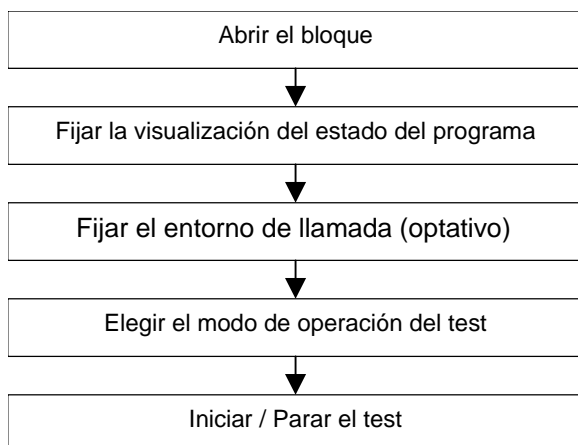 Abrir el bloque
Fijar la visualización del estado del programa
Fijar el entorno de llamada (optativo)
Elegir el modo de operación del test
Iniciar / Parar el test